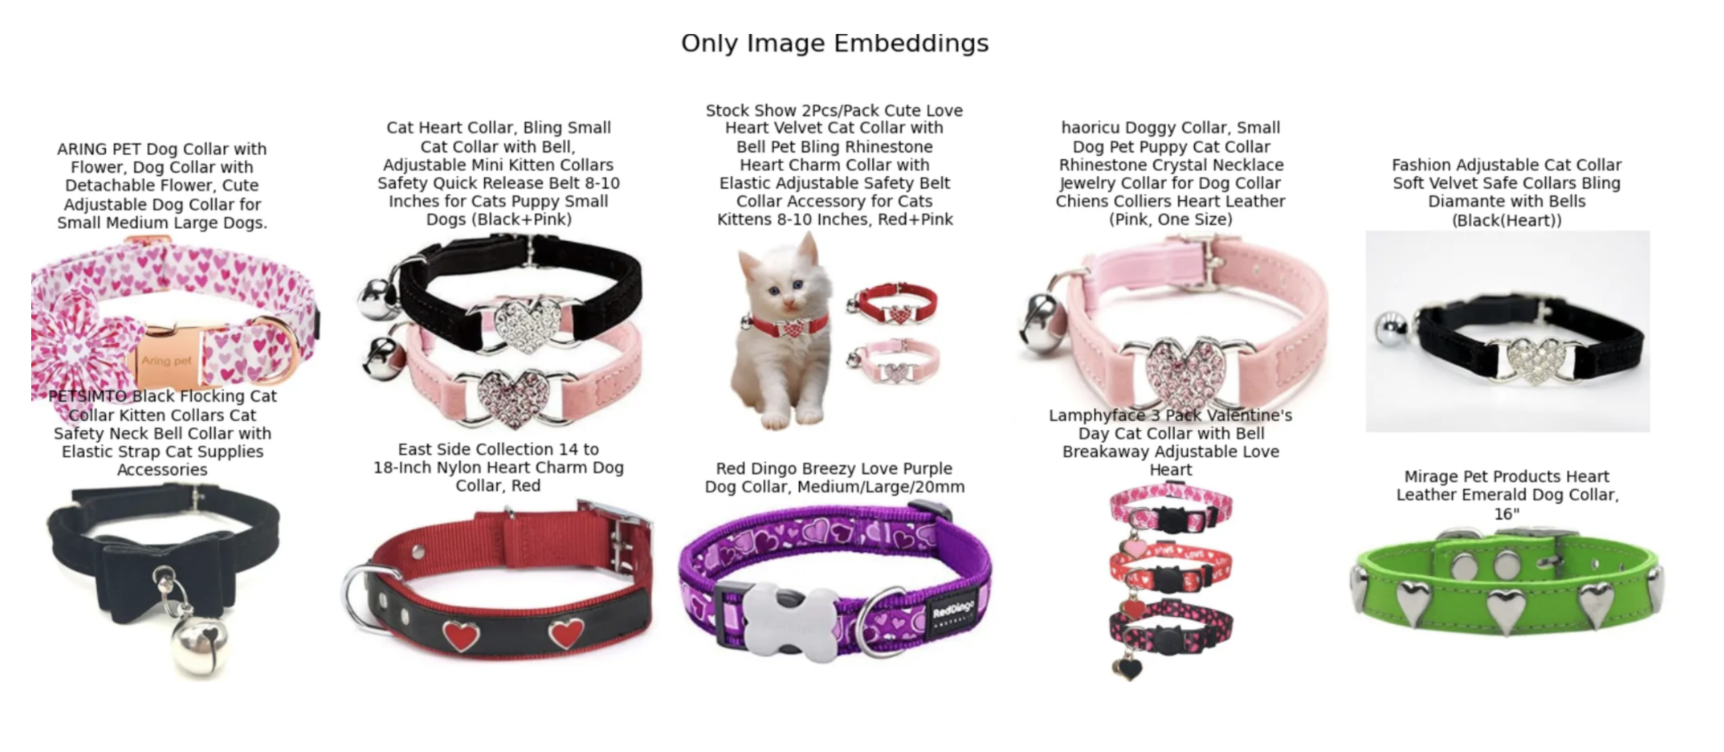 Only Image Embeddings
ARING PET Dog Collar with
Flower, Dog Collar with
Detachable Flower, Cute
Adjustable Dog Collar for
Small Medium Large Dogs.
Cat Heart Collar, Bling Small
Cat Collar with Bell,
Adjustable Mini Kitten Collars
Safety Quick Release Belt 8-10
Inches for Cats Puppy Small
Dogs (Black+Pink)
Stock Show 2Pcs/Pack Cute Love
Heart Velvet Cat Collar with
Bell Pet Bling Rhinestone
Heart Charm Collar with
Elastic Adjustable Safety Belt
Collar Accessory for Cats
Kittens 8-10 Inches, Red+Pink
haoricu Doggy Collar, Small
Dog Pet Puppy Cat Collar
Rhinestone Crystal Necklace
Jewelry Collar for Dog Collar
Chiens Colliers Heart Leather
(Pink, One Size)
Fashion Adjustable Cat Collar
Soft Velvet Safe Collars Bling
Diamante with Bells
(Black(Heart))
Aring pet
PETSIMTO Black Flocking Cat
Collar Kitten Collars Cat
Safety Neck Bell Collar with
Elastic Strap Cat Supplies
Accessories
East Side Collection 14 to
18-Inch Nylon Heart Charm Dog
Collar, Red
Red Dingo Breezy Love Purple
Dog Collar, Medium/Large/20mm
RedDingo
Lamphyface 3 Pack Valentine's
Day Cat Collar with Bell
Breakaway Adjustable Love
Heart
LOVE
Mirage Pet Products Heart
Leather Emerald Dog Collar,
16"